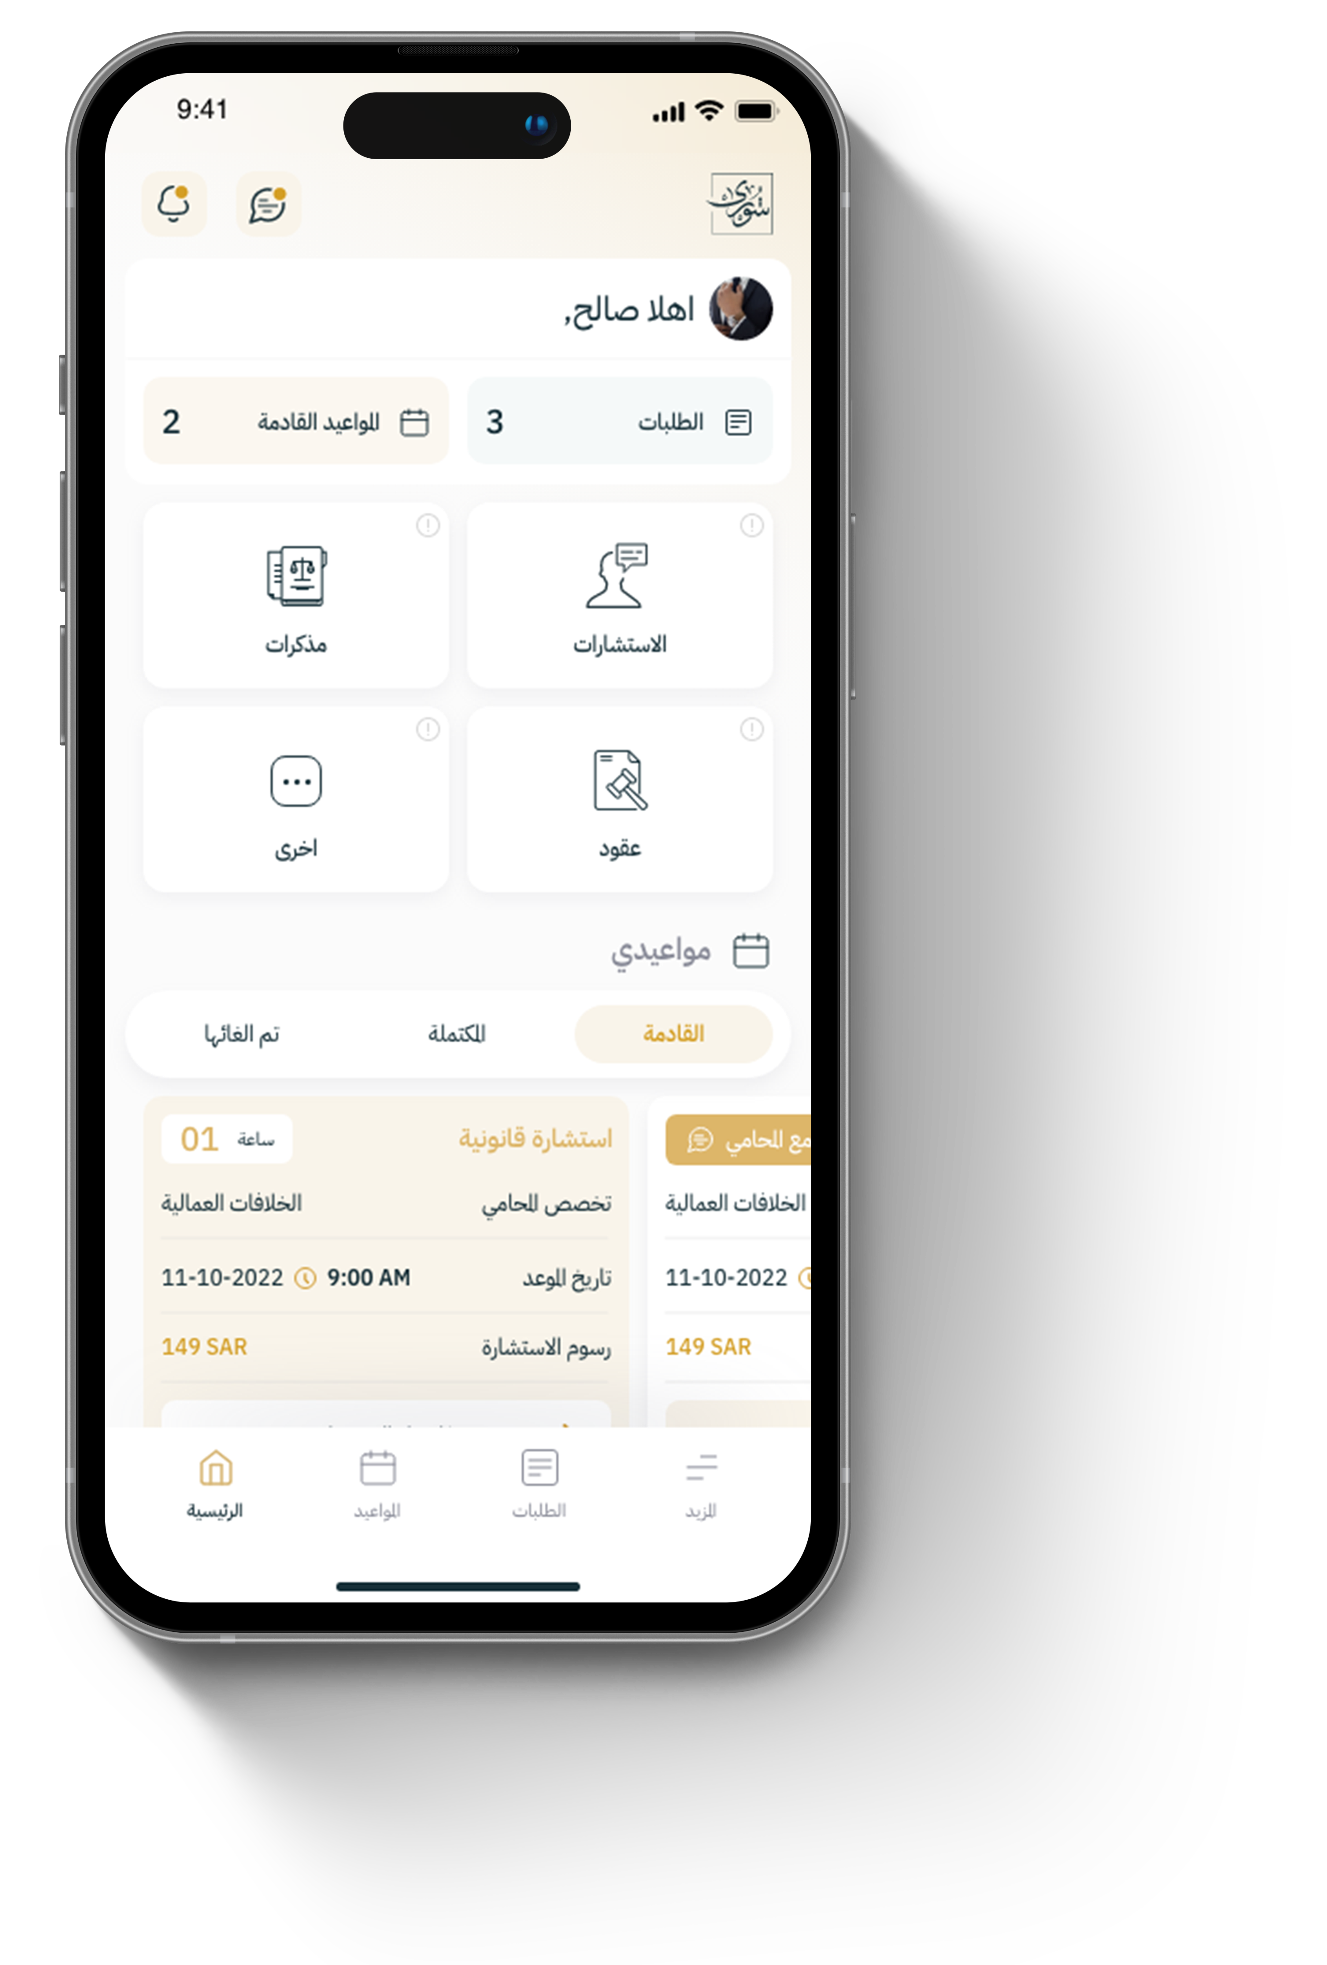 9:41
شورى
اهلا صالح,
الطلبات 3
المواعيد القادمة 2
الاستشارات
مذكرات
عقود
اخرى
مواعيدي
القادمة
المكتملة
تم الغائها
مع المحامي
الخلافات العمالية
11-10-2022
149 SAR
استشارة قانونية
ساعة 01
تخصص المحامي الخلافات العمالية
تاريخ الموعد 9:00 AM 11-10-2022
رسوم الاستشارة 149 SAR
المزيد
الطلبات
المواعيد
الرئيسية